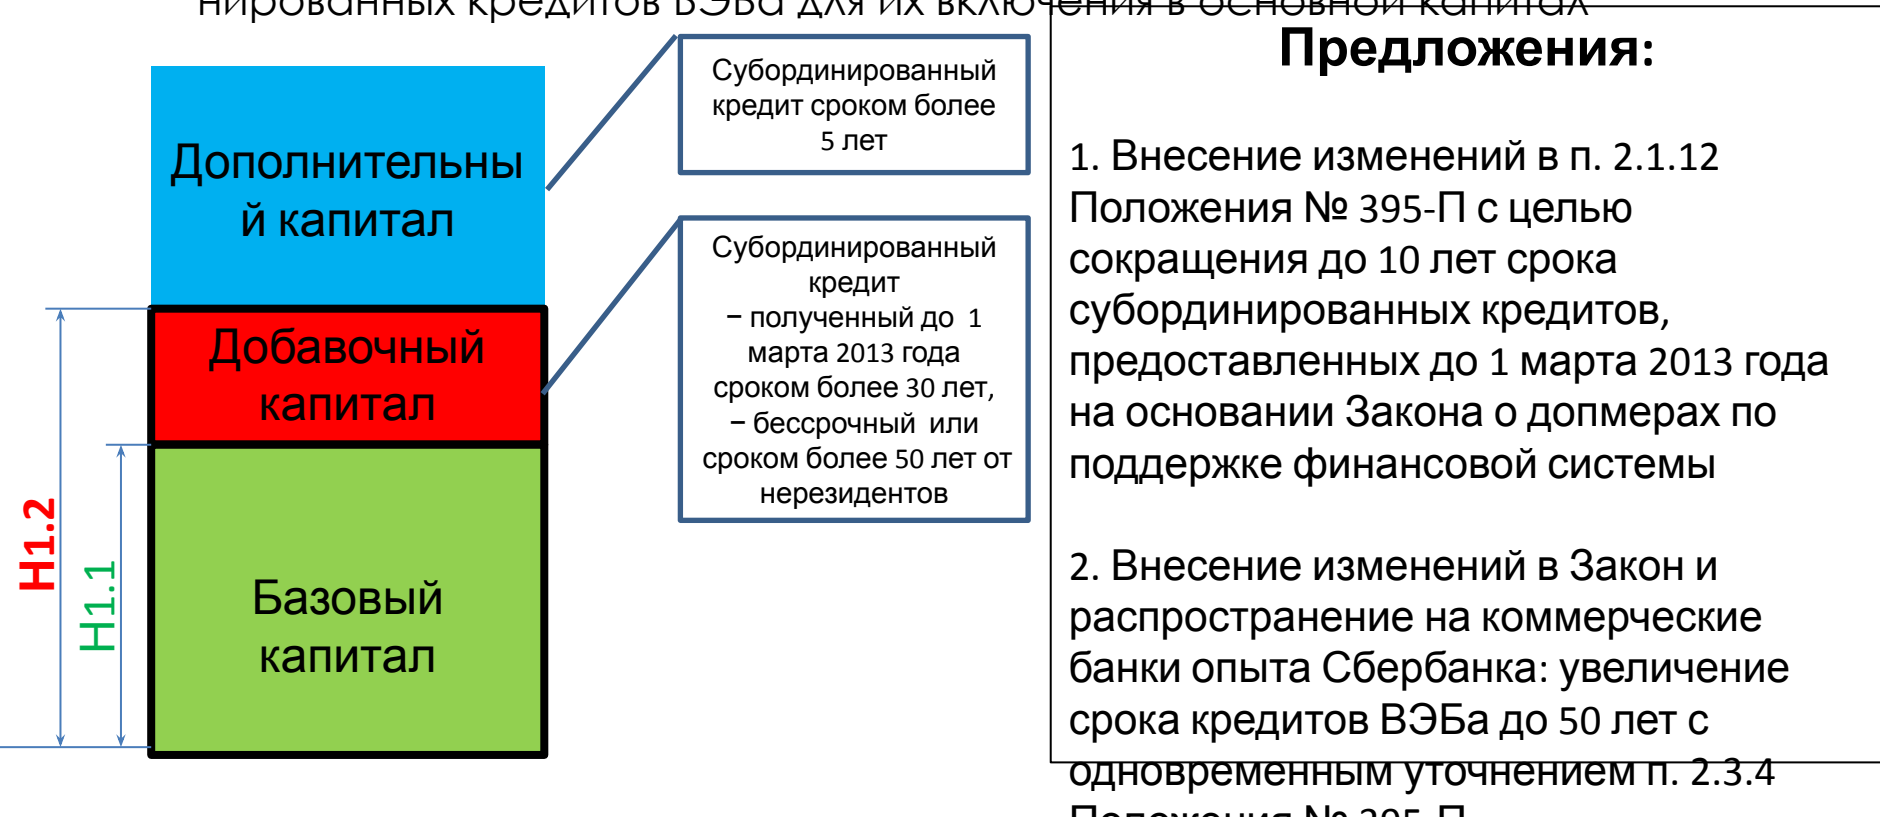 нированных кредитов ВЭБа для их включения в основной капитал
Дополнительны
й капитал
Добавочный
капитал
Базовый
капитал
Н1.2
Н1.1
Субординированный
кредит сроком более
5 лет
Субординированный
кредит
– полученный до 1
марта 2013 года
сроком более 30 лет,
– бессрочный или
сроком более 50 лет от
нерезидентов
Предложения:
1. Внесение изменений в п. 2.1.12
Положения № 395-П с целью
сокращения до 10 лет срока
субординированных кредитов,
предоставленных до 1 марта 2013 года
на основании Закона о допмерах по
поддержке финансовой системы
2. Внесение изменений в Закон и
распространение на коммерческие
банки опыта Сбербанка: увеличение
срока кредитов ВЭБа до 50 лет с
одновременным уточнением п. 2.3.4
Положения № 395-П